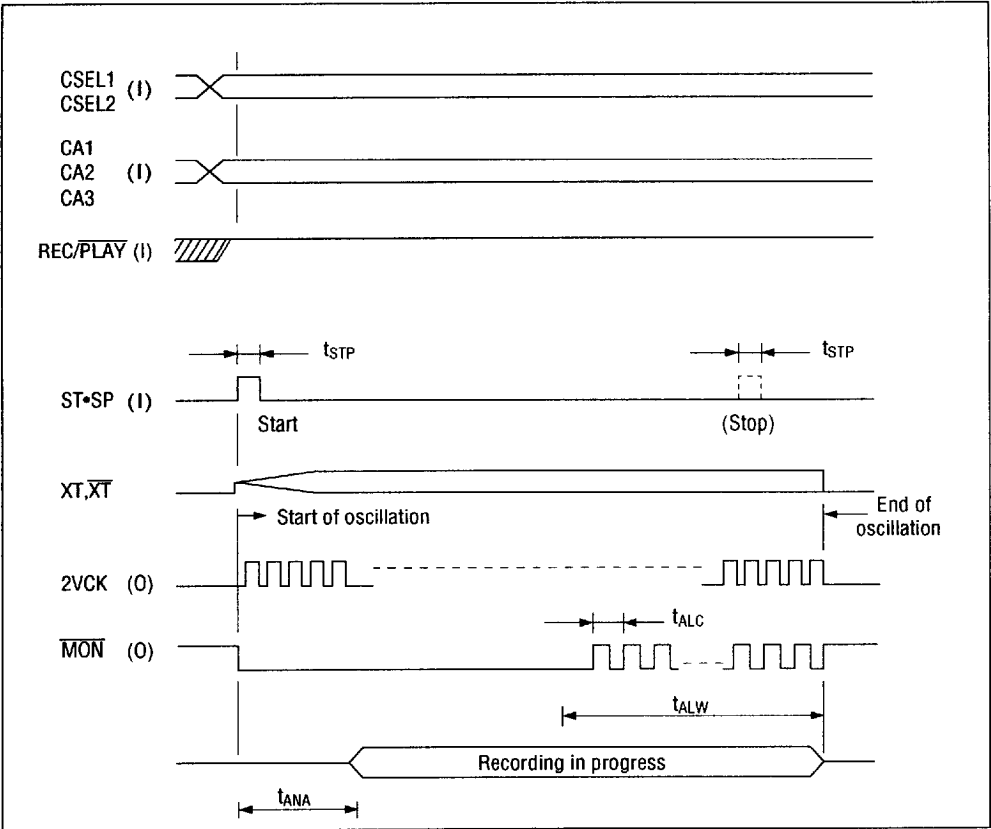 CSEL1
CSEL2 (I)
CA1
CA2 (I)
CA3
REC/PLAY (I)
tSTP tSTP
ST•SP (I)
Start (Stop)
XT,XT
Start of oscillation
End of
oscillation
2VCK (O)
tALC
MON (O)
tALW
Recording in progress
tANA